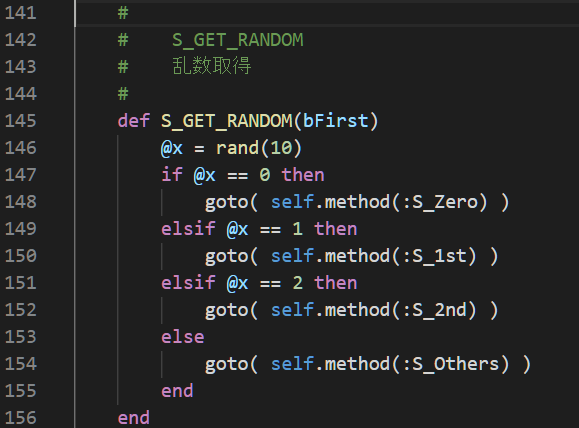 141 #
142 #    S_GET_RANDOM
143 #    乱数取得
144 #
145 def S_GET_RANDOM(bFirst)
146     @x = rand(10)
147     if @x == 0 then
148         goto( self.method(:S_Zero) )
149     elsif @x == 1 then
150         goto( self.method(:S_1st) )
151     elsif @x == 2 then
152         goto( self.method(:S_2nd) )
153     else
154         goto( self.method(:S_Others) )
155     end
156 end